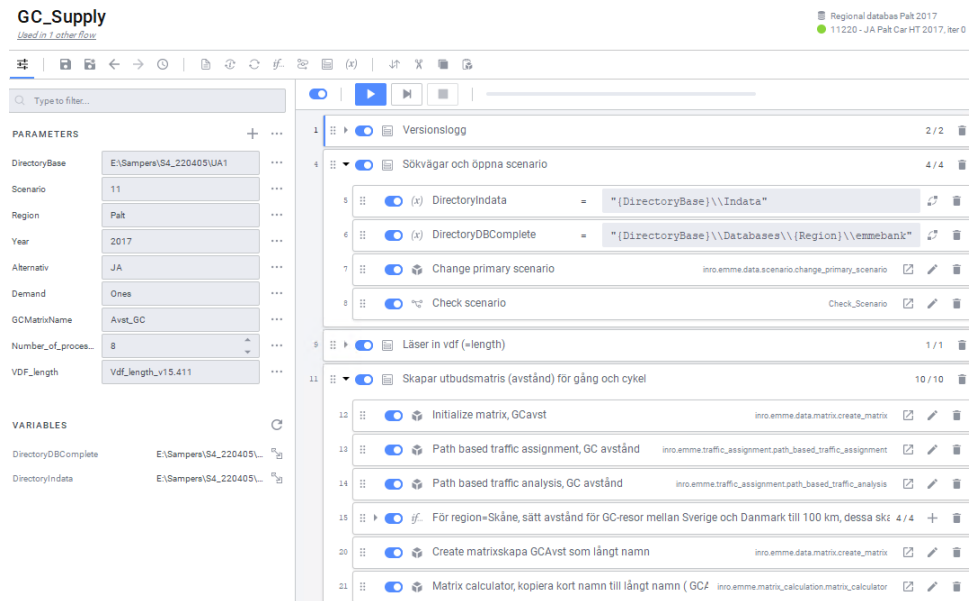 GC_Supply
Used in 1 other flow
Regional databas Palt 2017
11220 - JA Palt Car HT 2017, iter 0
if..
(x)
Type to filter...
PARAMETERS
DirectoryBase E:\Sampers\S4_220405\UA1
Scenario 11
Region Palt
Year 2017
Alternativ JA
Demand Ones
GCMatrixName Avst_GC
Number_of_proces... 8
VDF_length Vdf_length_v15.411
VARIABLES
DirectoryDBComplete E:\Sampers\S4_220405\...
DirectoryIndata E:\Sampers\S4_220405\...
1 Versionslogg 2 / 2
4 Sökvägar och öppna scenario 4 / 4
5 (x) DirectoryIndata = "{DirectoryBase}\\Indata"
6 (x) DirectoryDBComplete = "{DirectoryBase}\\Databases\\{Region}\\emmebank"
7 Change primary scenario inro.emme.data.scenario.change_primary_scenario
8 Check scenario Check_Scenario
9 Läser in vdf (=length) 1 / 1
11 Skapar utbudsmatris (avstånd) för gång och cykel 10 / 10
12 Initialize matrix, GCavst inro.emme.data.matrix.create_matrix
13 Path based traffic assignment, GC avstånd inro.emme.traffic_assignment.path_based_traffic_assignment
14 Path based traffic analysis, GC avstånd inro.emme.traffic_assignment.path_based_traffic_analysis
15 if.. För region=Skåne, sätt avstånd för GC-resor mellan Sverige och Danmark till 100 km, dessa ska 4 / 4
20 Create matrixskapa GCAvst som långt namn inro.emme.data.matrix.create_matrix
21 Matrix calculator, kopiera kort namn till långt namn ( GCA inro.emme.matrix_calculation.matrix_calculator